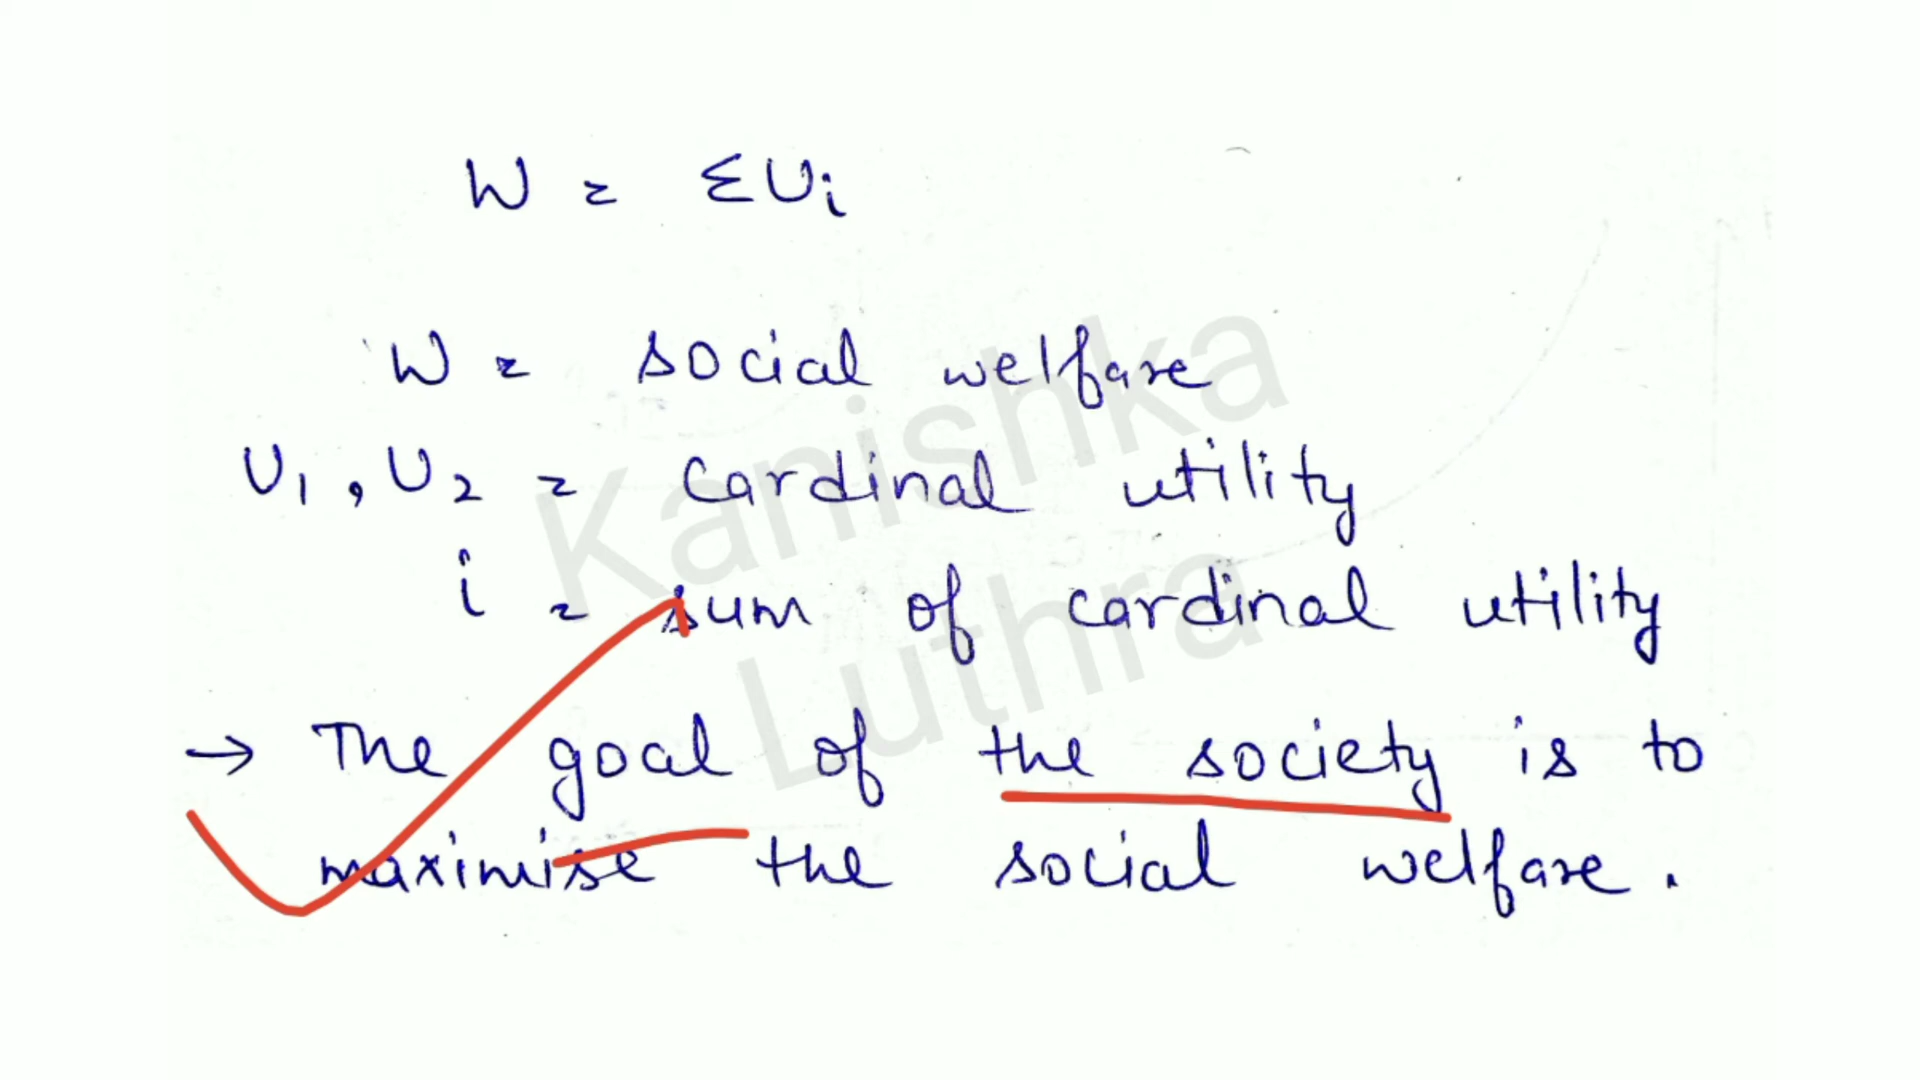 W = ΣUi
W = social welfare
U1, U2 = Cardinal utility
i = sum of cardinal utility
→ The goal of the society is to
maximise the social welfare.
Kanishka
Luthra